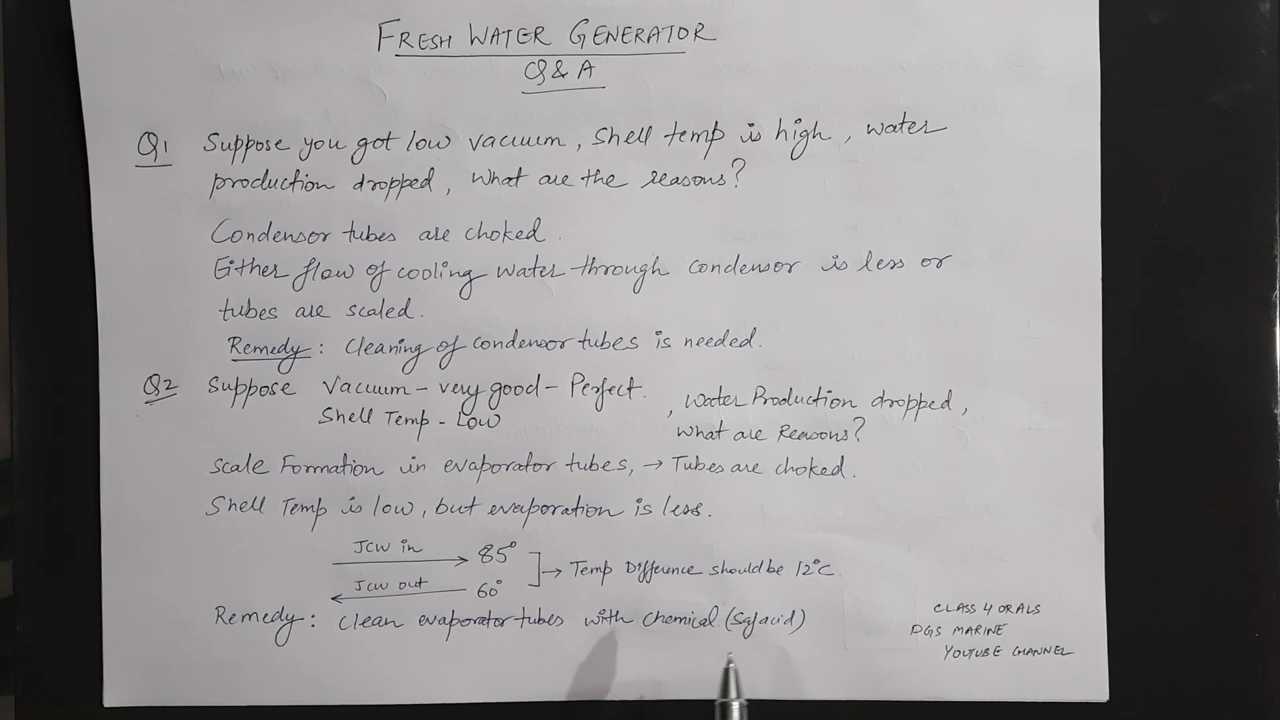 FRESH WATER GENERATOR
Q & A
Q1 Suppose you got low vacuum, Shell temp is high, water
production dropped, What are the reasons?
Condensor tubes are choked.
Either flow of cooling water through condensor is less or
tubes are scaled.
Remedy: Cleaning of condensor tubes is needed.
Q2 Suppose Vacuum – very good – Perfect.
Shell Temp - Low
, Water Production dropped,
What are Reasons?
Scale Formation in evaporator tubes, → Tubes are choked.
Shell Temp is low, but evaporation is less.
JCW in → 85°
JCW out ← 60°
→ Temp Difference should be 12°C.
Remedy: Clean evaporator tubes with Chemical. (Saf acid)
CLASS 4 ORALS
DGS MARINE
YOUTUBE CHANNEL